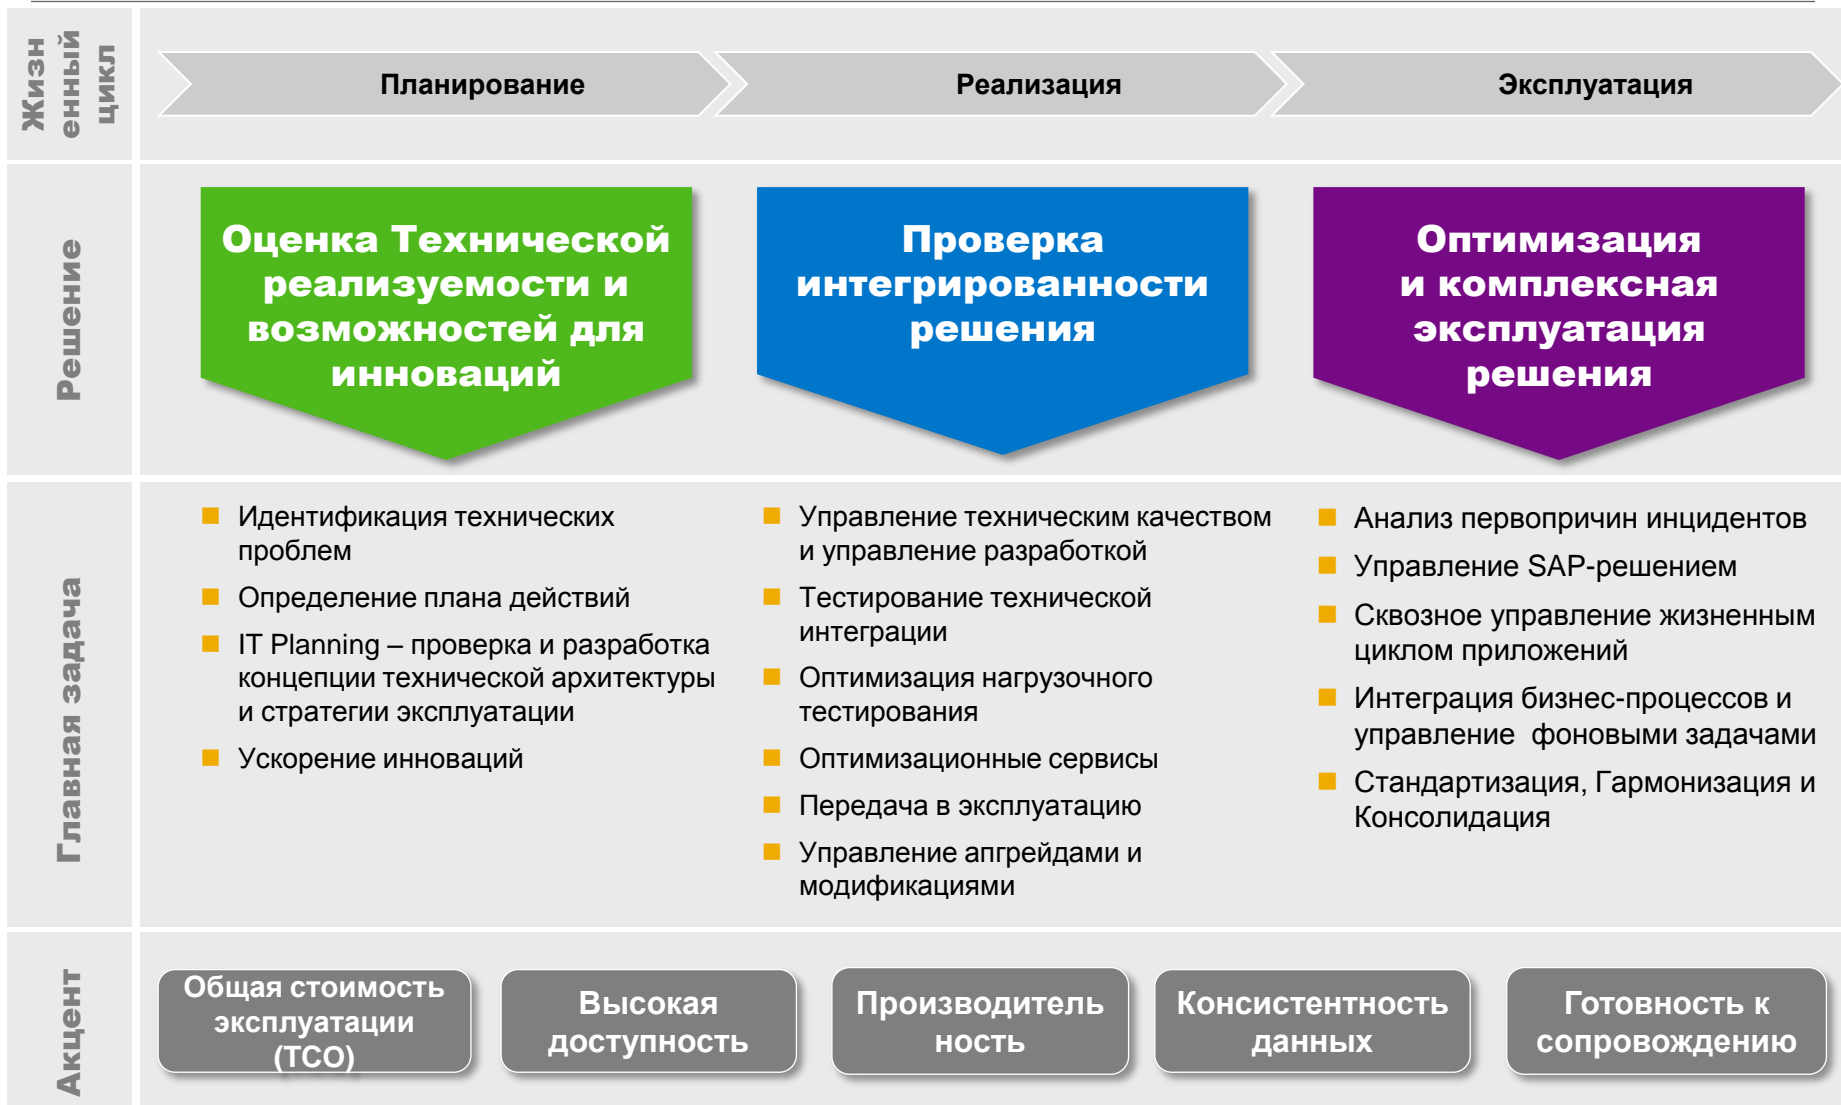 Жизн
енный
цикл
Планирование
Реализация
Эксплуатация
Решение
Оценка Технической
реализуемости и
возможностей для
инноваций
Проверка
интегрированности
решения
Оптимизация
и комплексная
эксплуатация
решения
Главная задача
Идентификация технических
проблем
Определение плана действий
IT Planning – проверка и разработка
концепции технической архитектуры
и стратегии эксплуатации
Ускорение инноваций
Управление техническим качеством
и управление разработкой
Тестирование технической
интеграции
Оптимизация нагрузочного
тестирования
Оптимизационные сервисы
Передача в эксплуатацию
Управление апгрейдами и
модификациями
Анализ первопричин инцидентов
Управление SAP-решением
Сквозное управление жизненным
циклом приложений
Интеграция бизнес-процессов и
управление  фоновыми задачами
Стандартизация, Гармонизация и
Консолидация
Акцент
Общая стоимость
эксплуатации
(TCO)
Высокая
доступность
Производитель
ность
Консистентность
данных
Готовность к
сопровождению